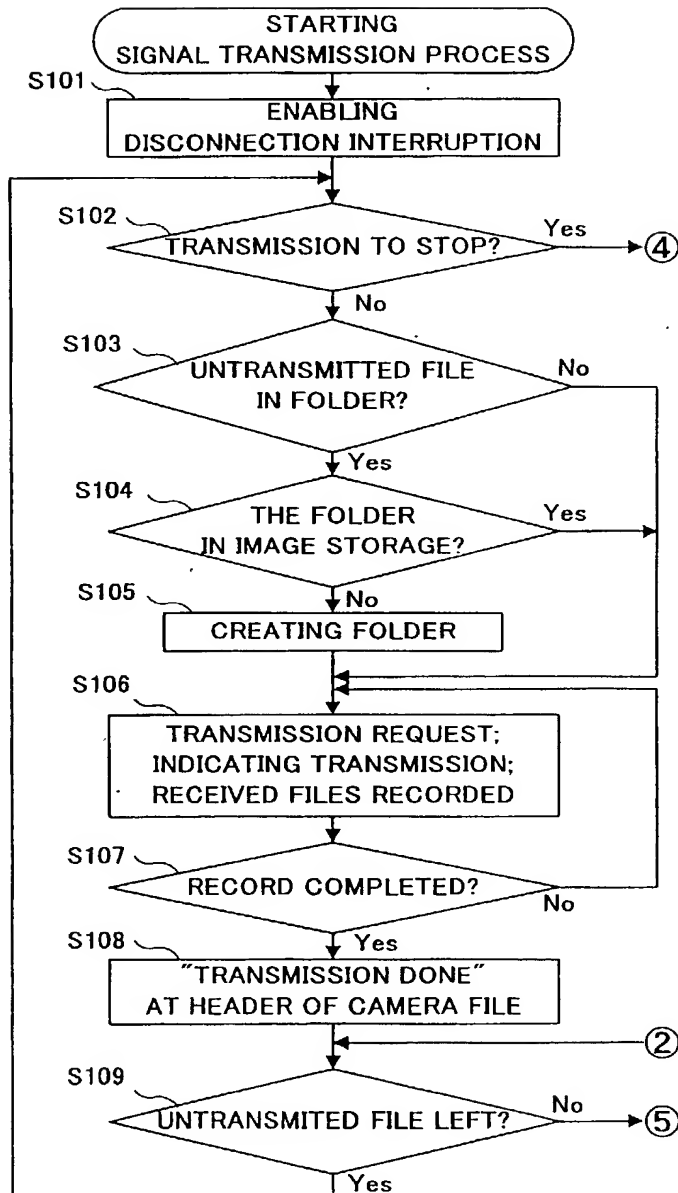 STARTING
SIGNAL TRANSMISSION PROCESS
S101
ENABLING
DISCONNECTION INTERRUPTION
S102
TRANSMISSION TO STOP?
Yes
④
No
S103
UNTRANSMITTED FILE
IN FOLDER?
No
Yes
S104
THE FOLDER
IN IMAGE STORAGE?
Yes
No
S105
CREATING FOLDER
S106
TRANSMISSION REQUEST;
INDICATING TRANSMISSION;
RECEIVED FILES RECORDED
S107
RECORD COMPLETED?
No
Yes
S108
"TRANSMISSION DONE"
AT HEADER OF CAMERA FILE
②
S109
UNTRANSMITED FILE LEFT?
No
⑤
Yes